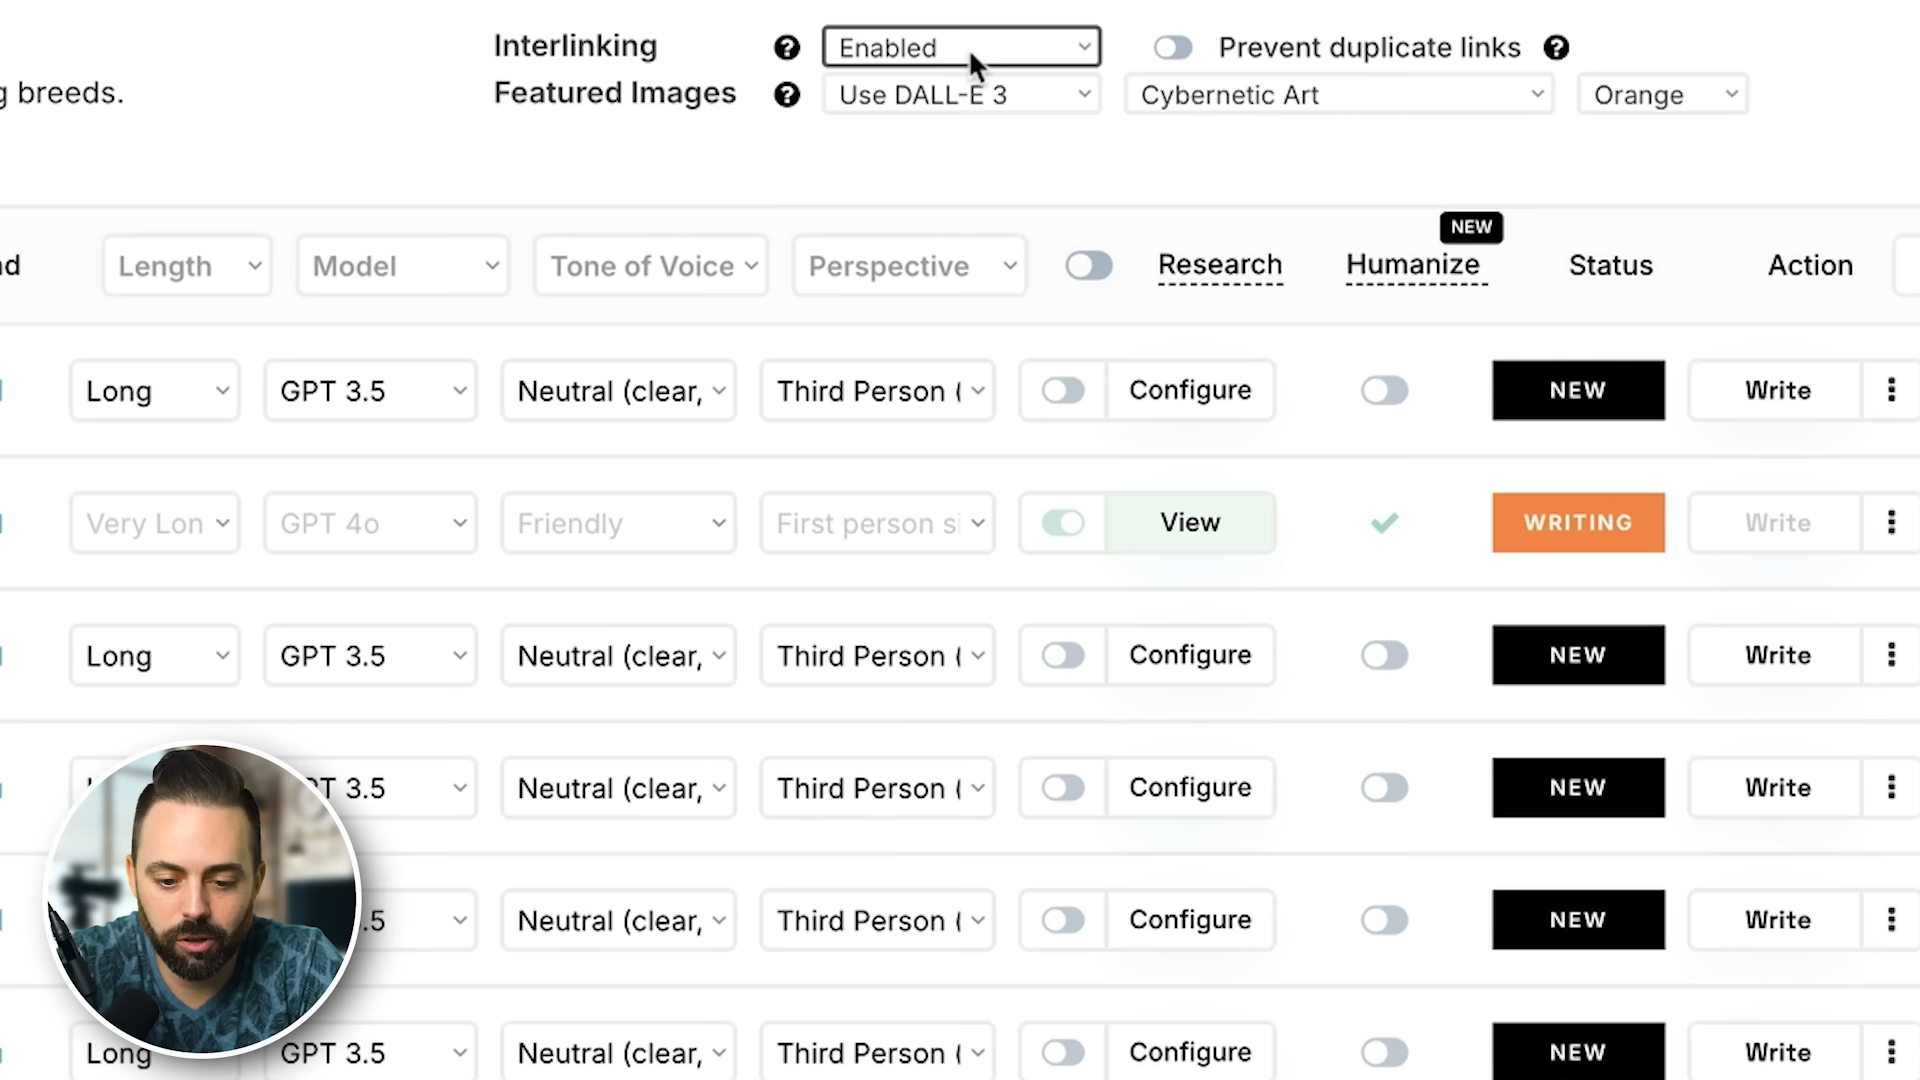 Interlinking ? Enabled Prevent duplicate links ?
g breeds.
Featured Images ? Use DALL-E 3 Cybernetic Art Orange
NEW
nd Length Model Tone of Voice Perspective Research Humanize Status Action
Long GPT 3.5 Neutral (clear, Third Person ( Configure NEW Write
Very Lon GPT 4o Friendly First person si View WRITING Write
Long GPT 3.5 Neutral (clear, Third Person ( Configure NEW Write
PT 3.5 Neutral (clear, Third Person ( Configure NEW Write
.5 Neutral (clear, Third Person ( Configure NEW Write
Long GPT 3.5 Neutral (clear, Third Person ( Configure NEW Write